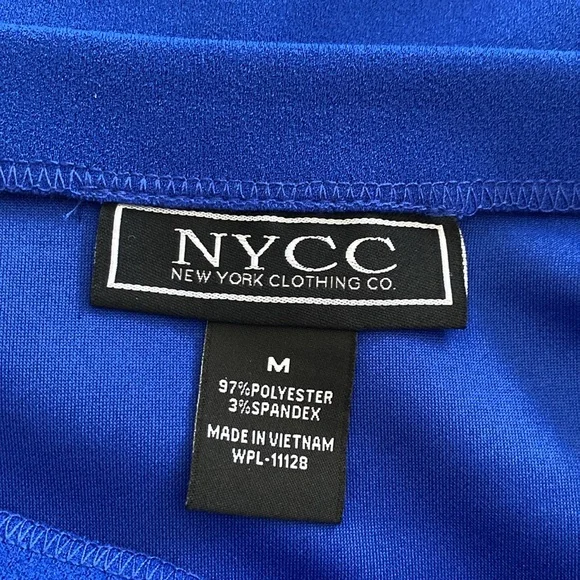 NYCC
NEW YORK CLOTHING CO.
M
97%POLYESTER
3%SPANDEX
MADE IN VIETNAM
WPL-11128